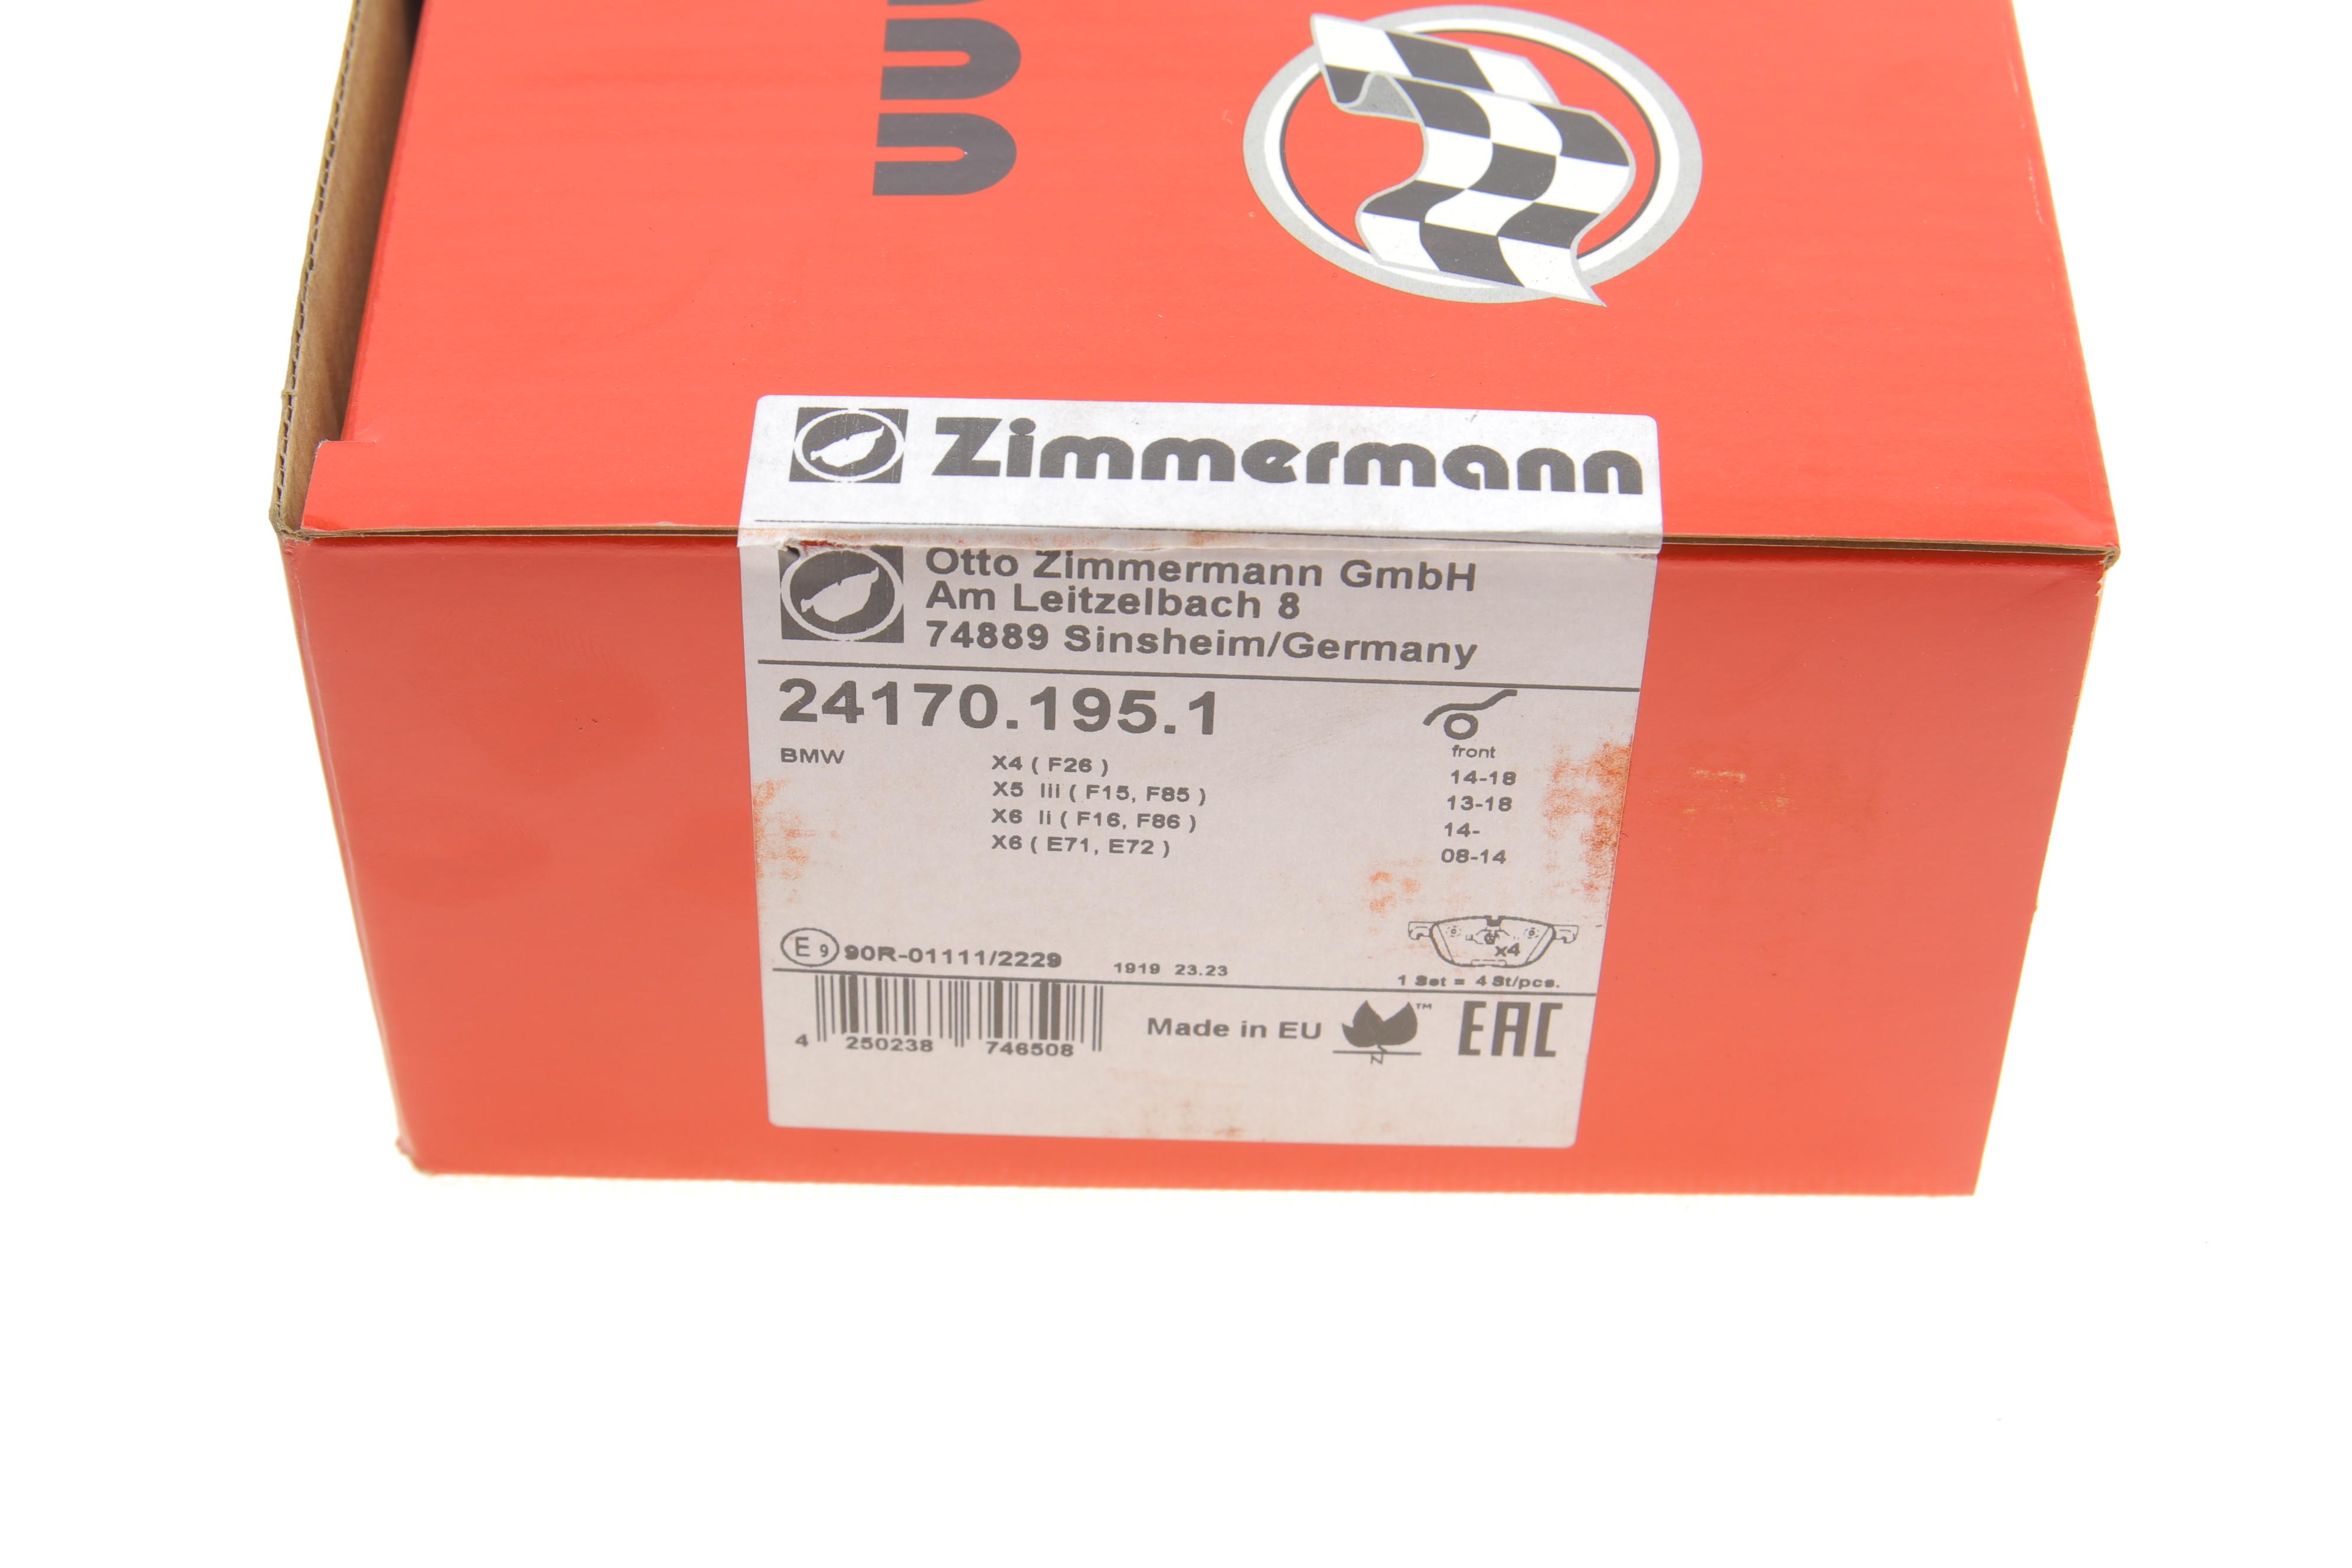 Zimmermann
Otto Zimmermann GmbH
Am Leitzelbach 8
74889 Sinsheim/Germany
24170.195.1
front
BMW X4 ( F26 ) 14-18
X5 Iii ( F15, F85 ) 13-18
X6 Ii ( F16, F86 ) 14-
X6 ( E71, E72 ) 08-14
x4
E9 90R-01111/2229 1919 23.23
1 Set = 4 St/pcs.
4 250238 746508
Made in EU
™
EAC
N